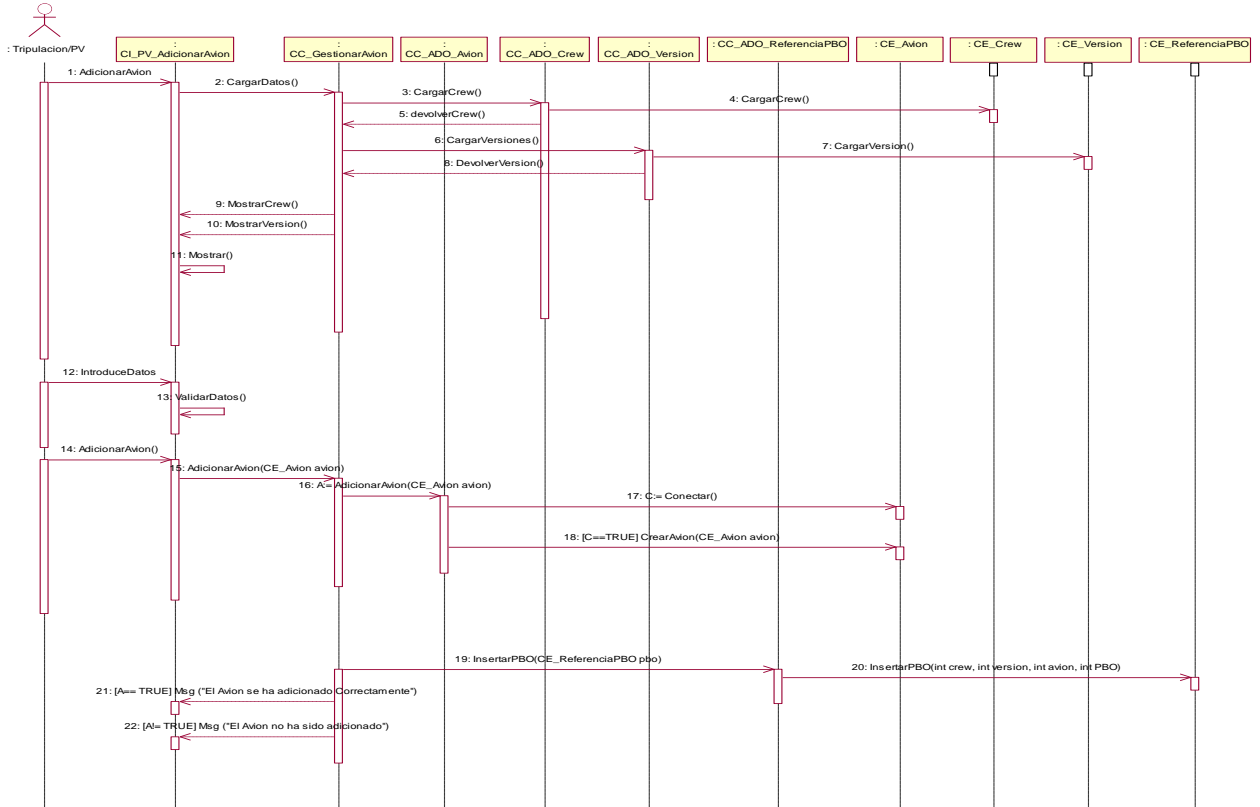 : Tripulacion/PV
:
CI_PV_AdicionarAvion
:
CC_GestionarAvion
:
CC_ADO_Avion
:
CC_ADO_Crew
:
CC_ADO_Version
: CC_ADO_ReferenciaPBO
: CE_Avion
: CE_Crew
: CE_Version
: CE_ReferenciaPBO
1: AdicionarAvion
2: CargarDatos()
3: CargarCrew()
4: CargarCrew()
5: devolverCrew()
6: CargarVersiones()
7: CargarVersion()
8: DevolverVersion()
9: MostrarCrew()
10: MostrarVersion()
11: Mostrar()
12: IntroduceDatos
13: ValidarDatos()
14: AdicionarAvion()
15: AdicionarAvion(CE_Avion avion)
16: A:= AdicionarAvion(CE_Avion avion)
17: C:= Conectar()
18: [C==TRUE] CrearAvion(CE_Avion avion)
19: InsertarPBO(CE_ReferenciaPBO pbo)
20: InsertarPBO(int crew, int version, int avion, int PBO)
21: [A== TRUE] Msg ("El Avion se ha adicionado Correctamente")
22: [A!= TRUE] Msg ("El Avion no ha sido adicionado")